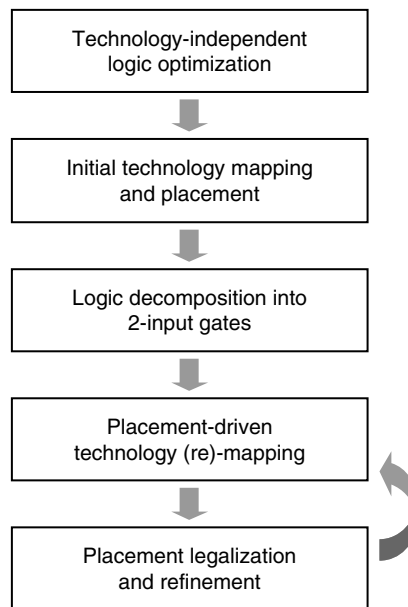 Technology-independent
logic optimization
Initial technology mapping
and placement
Logic decomposition into
2-input gates
Placement-driven
technology (re)-mapping
Placement legalization
and refinement